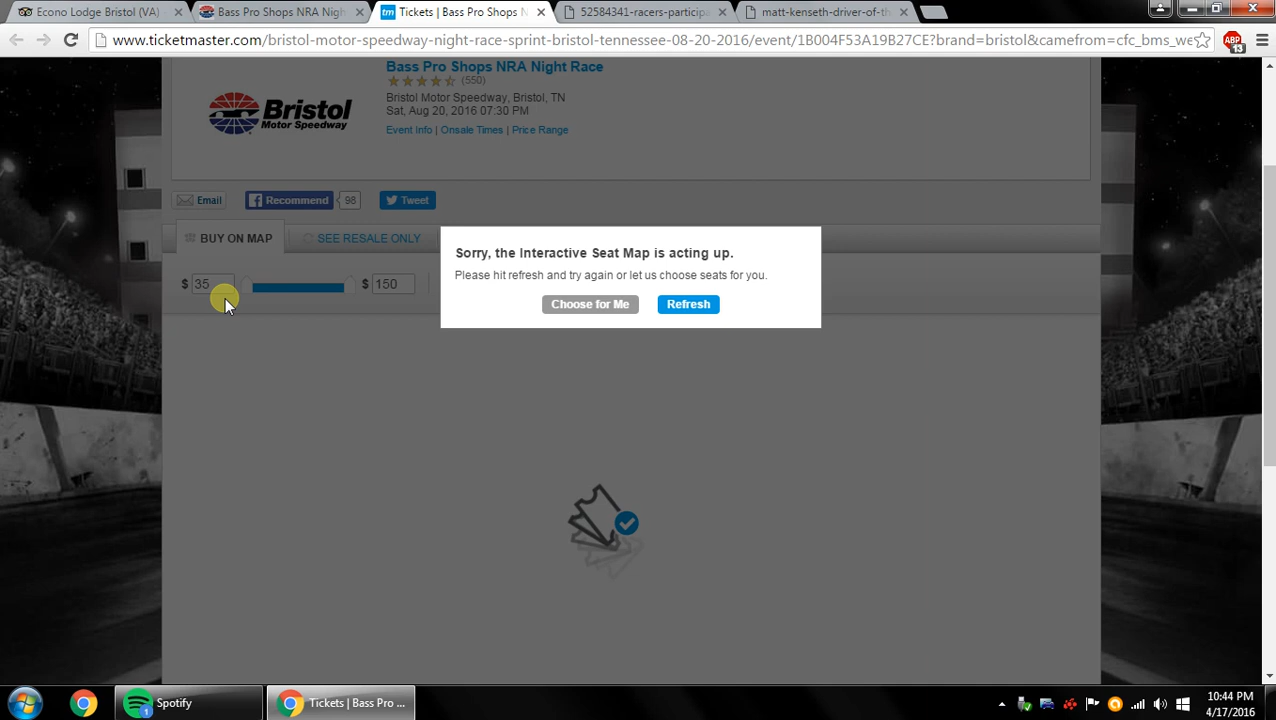 Econo Lodge Bristol (VA)
Bass Pro Shops NRA Nigh
Tickets | Bass Pro Shops N
52584341-racers-participa
matt-kenseth-driver-of-th
www.ticketmaster.com/bristol-motor-speedway-night-race-sprint-bristol-tennessee-08-20-2016/event/1B004F53A19B27CE?brand=bristol&camefrom=cfc_bms_we
ABP
13
Bass Pro Shops NRA Night Race
(550)
Bristol
Motor Speedway
Bristol Motor Speedway, Bristol, TN
Sat, Aug 20, 2016 07:30 PM
Event Info | Onsale Times | Price Range
Email
Recommend
98
Tweet
BUY ON MAP
SEE RESALE ONLY
$ 35
$ 150
Sorry, the Interactive Seat Map is acting up.
Please hit refresh and try again or let us choose seats for you.
Choose for Me
Refresh
Spotify
1
Tickets | Bass Pro ...
10:44 PM
4/17/2016